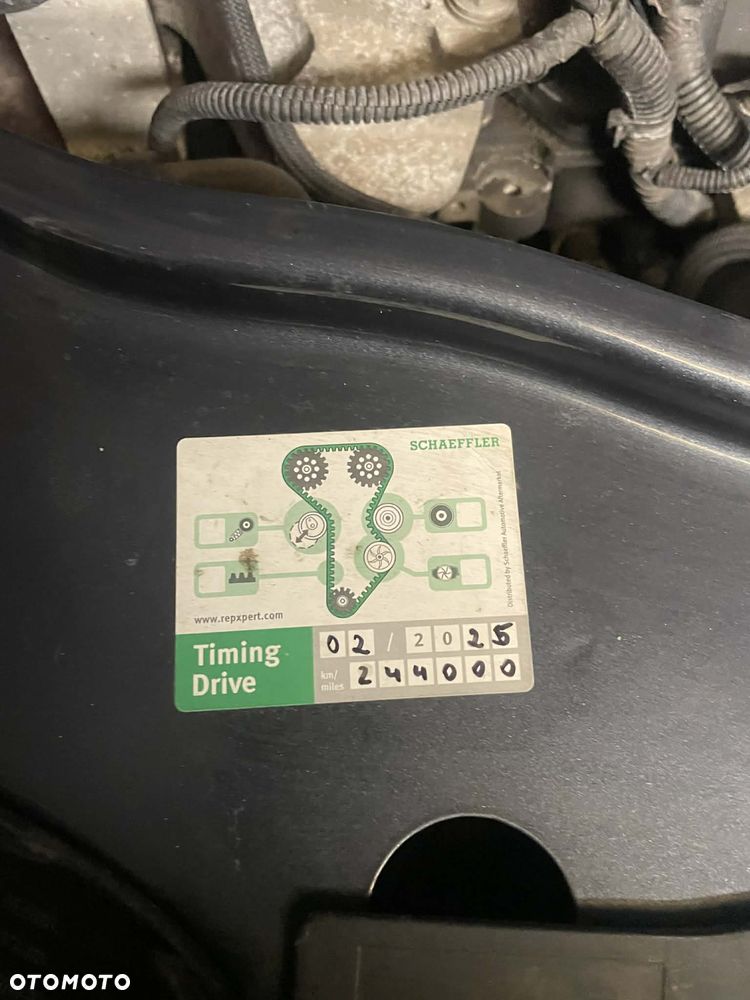 SCHAEFFLER
Distributed by Schaeffler Automotive Aftermarket
www.repxpert.com
Timing
Drive
02 / 2025
km/
miles
244000
OTOMOTO